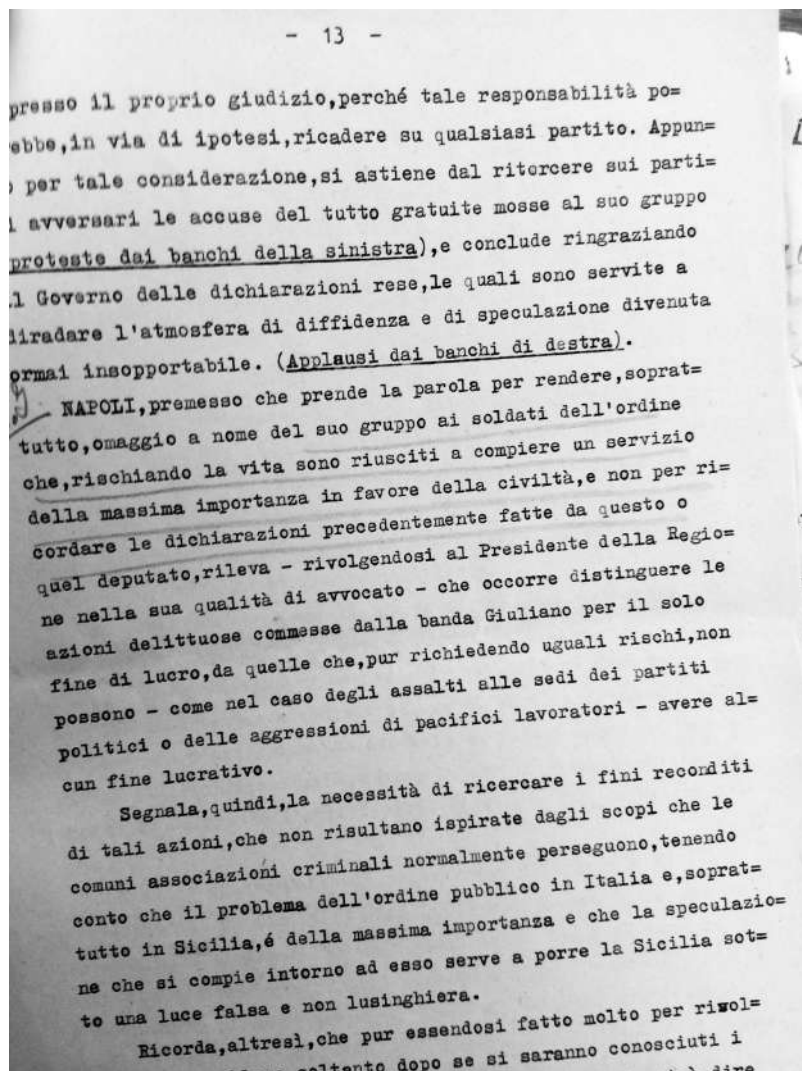 - 13 -
presso il proprio giudizio,perché tale responsabilità po=
ebbe,in via di ipotesi,ricadere su qualsiasi partito. Appun=
per tale considerazione,si astiene dal ritorcere sui parti=
i avversari le accuse del tutto gratuite mosse al suo gruppo
proteste dai banchi della sinistra),e conclude ringraziando
l Governo delle dichiarazioni rese,le quali sono servite a
diradare l'atmosfera di diffidenza e di speculazione divenuta
ormai insopportabile. (Applausi dai banchi di destra).
NAPOLI,premesso che prende la parola per rendere,soprat=
tutto,omaggio a nome del suo gruppo ai soldati dell'ordine
che,rischiando la vita sono riusciti a compiere un servizio
della massima importanza in favore della civiltà,e non per ri=
cordare le dichiarazioni precedentemente fatte da questo o
quel deputato,rileva - rivolgendosi al Presidente della Regio=
ne nella sua qualità di avvocato - che occorre distinguere le
azioni delittuose commesse dalla banda Giuliano per il solo
fine di lucro,da quelle che,pur richiedendo uguali rischi,non
possono - come nel caso degli assalti alle sedi dei partiti
politici o delle aggressioni di pacifici lavoratori - avere al=
cun fine lucrativo.
Segnala,quindi,la necessità di ricercare i fini reconditi
di tali azioni,che non risultano ispirate dagli scopi che le
comuni associazioni criminali normalmente perseguono,tenendo
conto che il problema dell'ordine pubblico in Italia e,soprat=
tutto in Sicilia,é della massima importanza e che la speculazio=
ne che si compie intorno ad esso serve a porre la Sicilia sot=
to una luce falsa e non lusinghiera.
Ricorda,altresì,che pur essendosi fatto molto per risol=
soltanto dopo se si saranno conosciuti i
dire